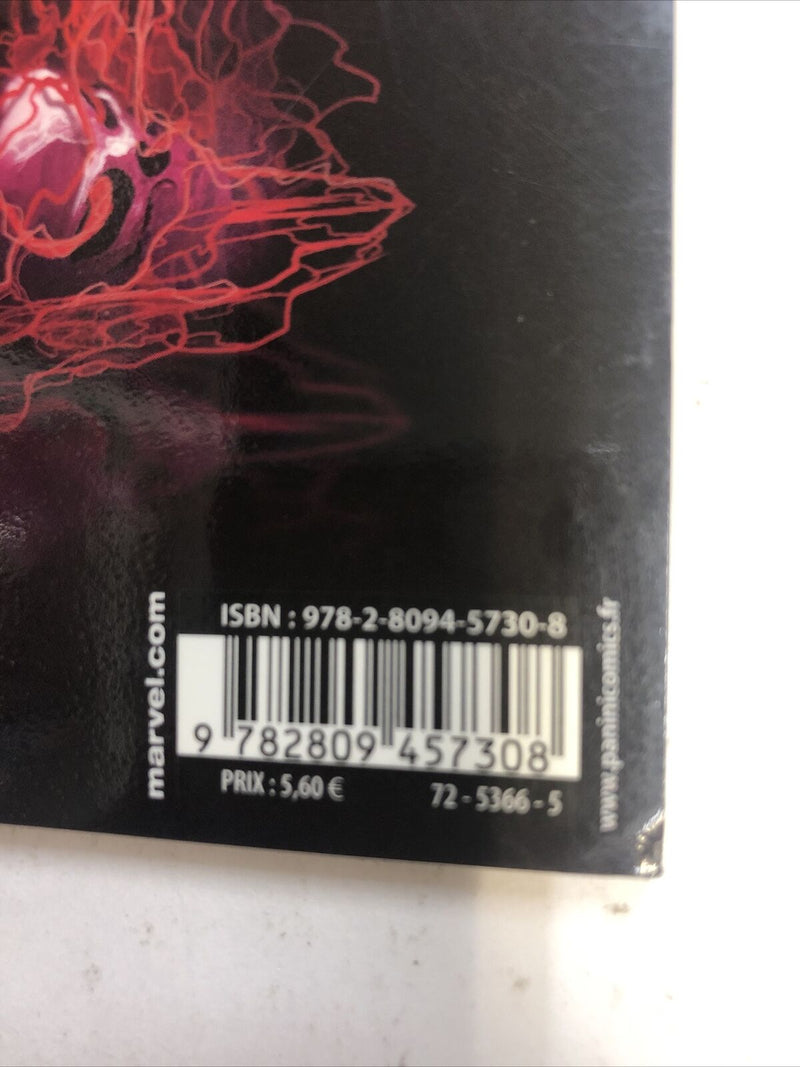 ISBN : 978-2-8094-5730-8
marvel.com
9 782809 457308
PRIX : 5,60 €
72 - 5366 - 5
www.paninicomics.fr